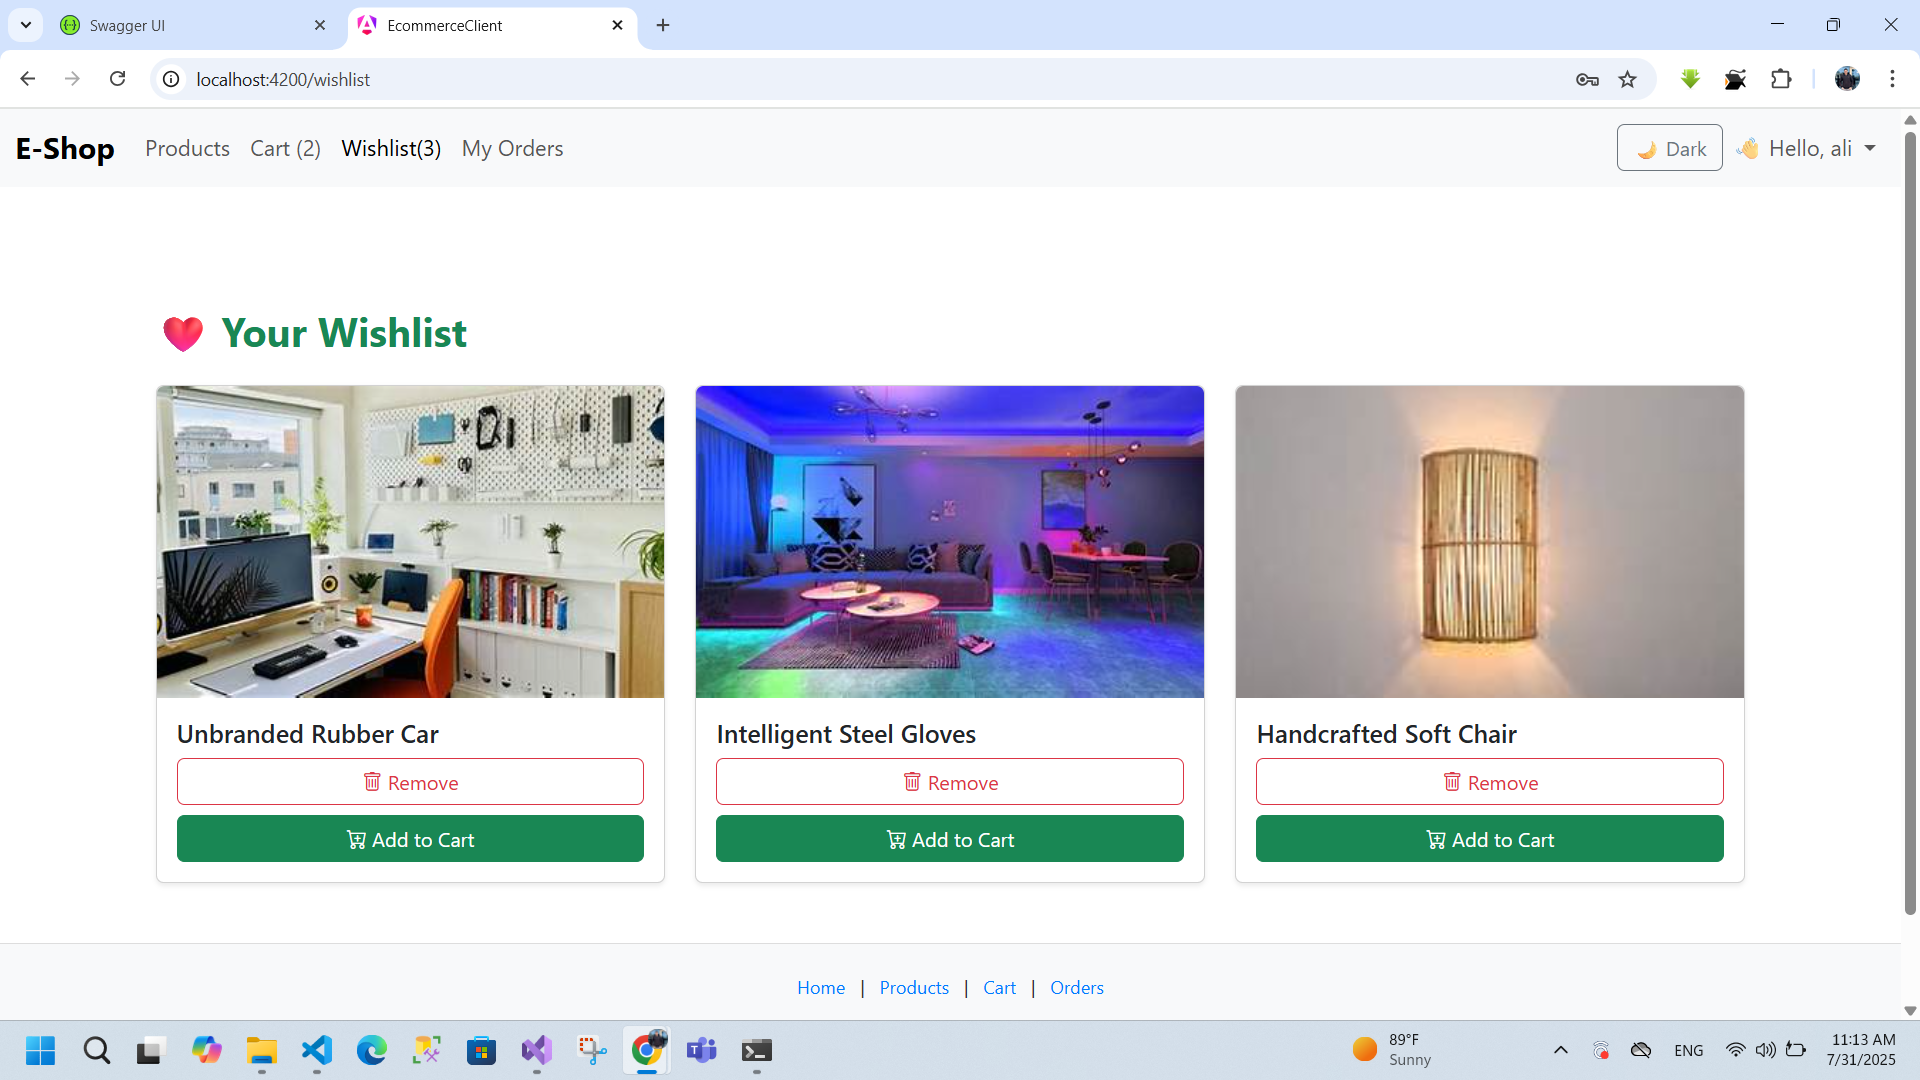 Swagger UI
EcommerceClient
localhost:4200/wishlist
E-Shop Products Cart (2) Wishlist(3) My Orders 🌙 Dark 👋 Hello, ali
❤️ Your Wishlist
Unbranded Rubber Car
Remove
Add to Cart
Intelligent Steel Gloves
Remove
Add to Cart
Handcrafted Soft Chair
Remove
Add to Cart
Home | Products | Cart | Orders
89°F
Sunny
ENG
11:13 AM
7/31/2025